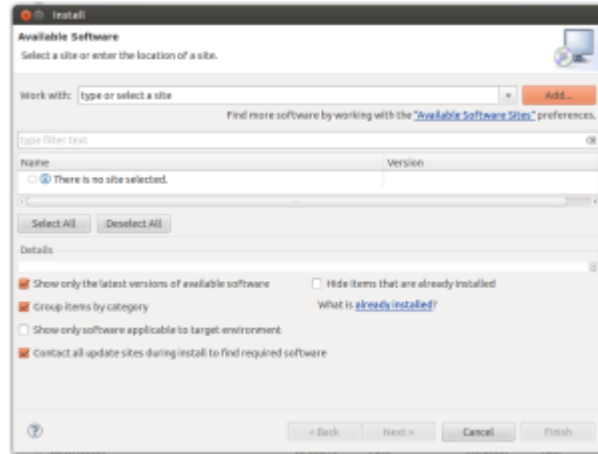 Install
Available Software
Select a site or enter the location of a site.
Work with: type or select a site Add...
Find more software by working with the "Available Software Sites" preferences.
type filter text
Name Version
There is no site selected.
Select All Deselect All
Details
Show only the latest versions of available software Hide items that are already installed
Group items by category What is already installed?
Show only software applicable to target environment
Contact all update sites during install to find required software
< Back Next > Cancel Finish